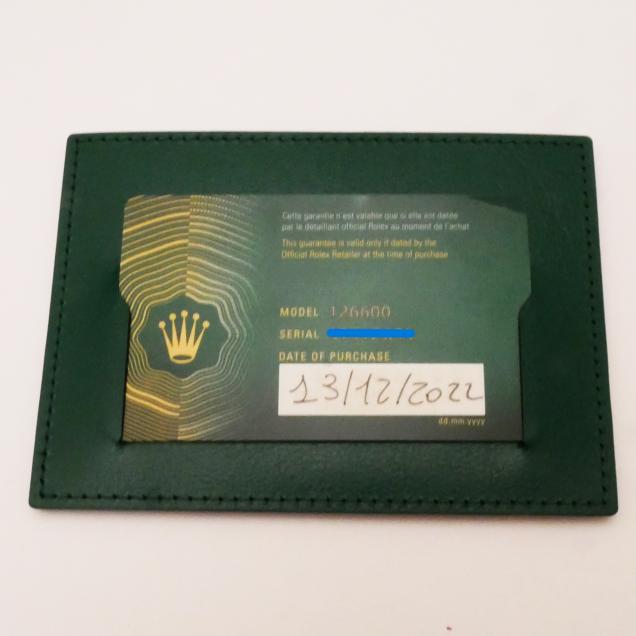 Cette garantie n'est valable que si elle est datée
par le détaillant officiel Rolex au moment de l'achat
This guarantee is valid only if dated by the
Official Rolex Retailer at the time of purchase
MODEL 126600
SERIAL
DATE OF PURCHASE
13/12/2022
dd.mm.yyyy